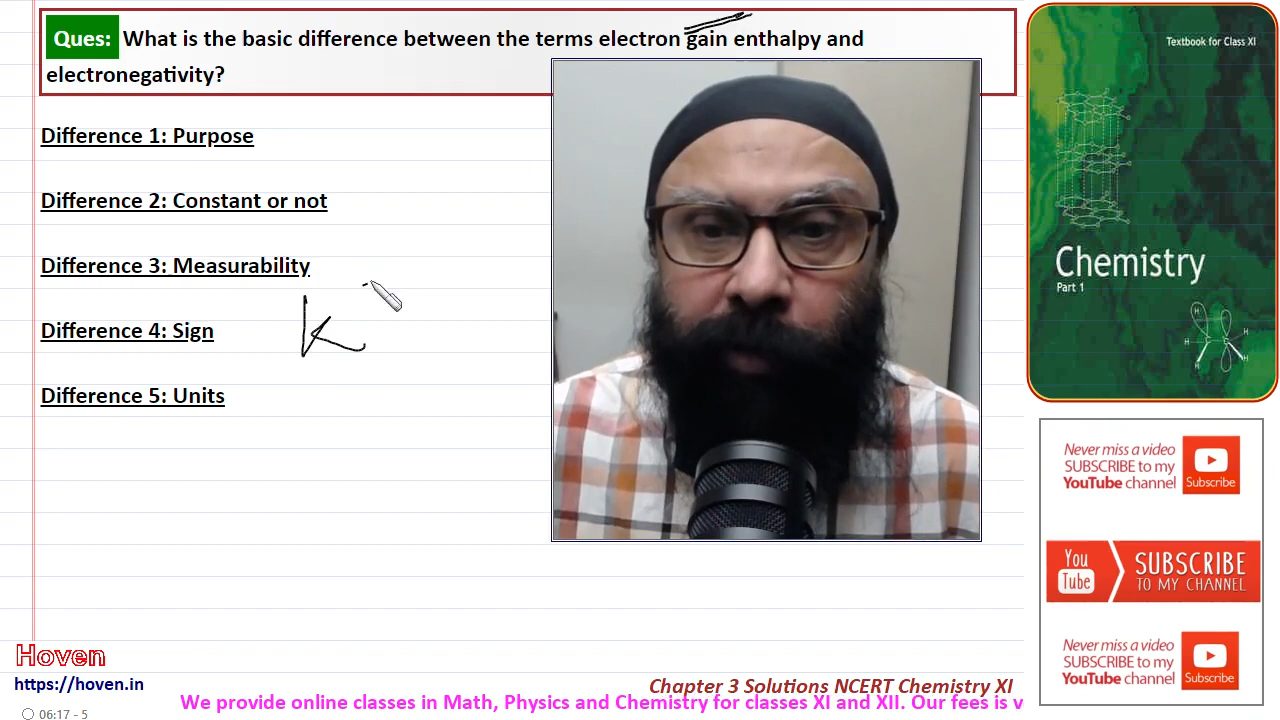 Ques: What is the basic difference between the terms electron gain enthalpy and
electronegativity?
Difference 1: Purpose
Difference 2: Constant or not
Difference 3: Measurability
Difference 4: Sign
K
Difference 5: Units
Textbook for Class XI
Chemistry
Part 1
H
H
H
H
H
C
C
Never miss a video
SUBSCRIBE to my
YouTube channel
Subscribe
You
Tube
SUBSCRIBE
TO MY CHANNEL
Never miss a video
SUBSCRIBE to my
YouTube channel
Subscribe
Hoven
https://hoven.in
Chapter 3 Solutions NCERT Chemistry XI
We provide online classes in Math, Physics and Chemistry for classes XI and XII. Our fees is v
06:17 - 5